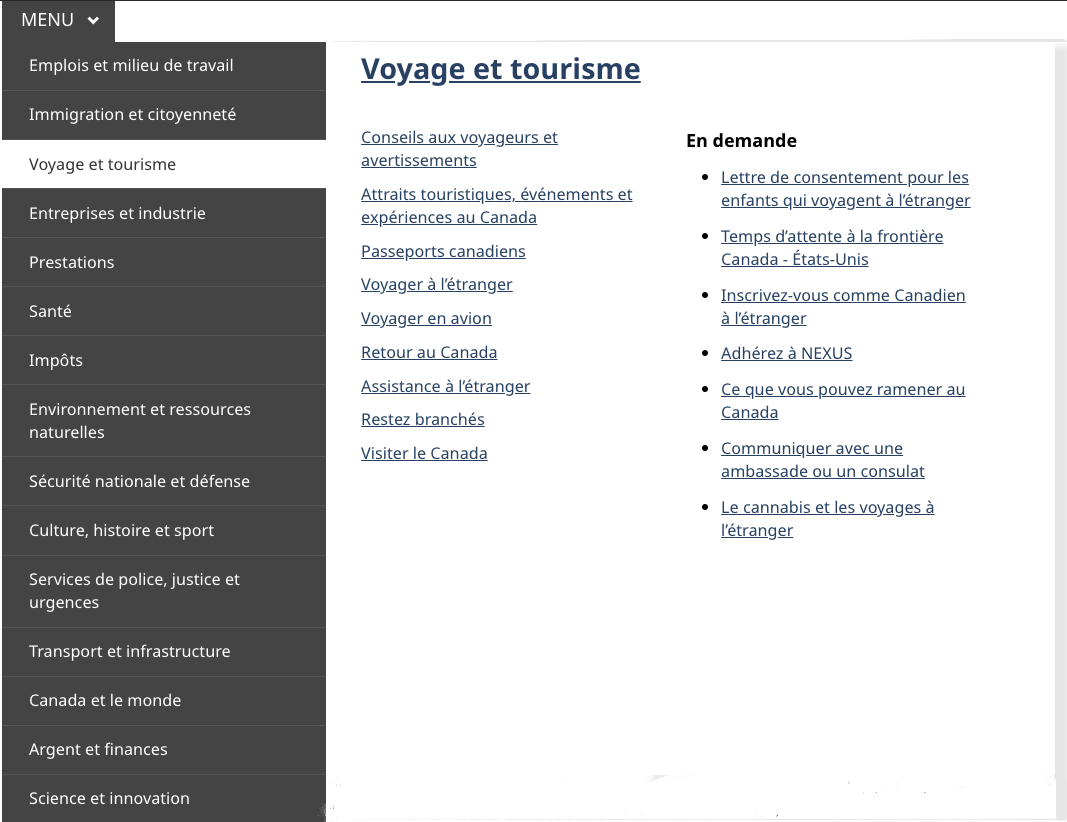 MENU
Emplois et milieu de travail
Immigration et citoyenneté
Voyage et tourisme
Entreprises et industrie
Prestations
Santé
Impôts
Environnement et ressources
naturelles
Sécurité nationale et défense
Culture, histoire et sport
Services de police, justice et
urgences
Transport et infrastructure
Canada et le monde
Argent et finances
Science et innovation
Voyage et tourisme
Conseils aux voyageurs et
avertissements
Attraits touristiques, événements et
expériences au Canada
Passeports canadiens
Voyager à l’étranger
Voyager en avion
Retour au Canada
Assistance à l’étranger
Restez branchés
Visiter le Canada
En demande
Lettre de consentement pour les
enfants qui voyagent à l’étranger
Temps d’attente à la frontière
Canada - États-Unis
Inscrivez-vous comme Canadien
à l’étranger
Adhérez à NEXUS
Ce que vous pouvez ramener au
Canada
Communiquer avec une
ambassade ou un consulat
Le cannabis et les voyages à
l’étranger